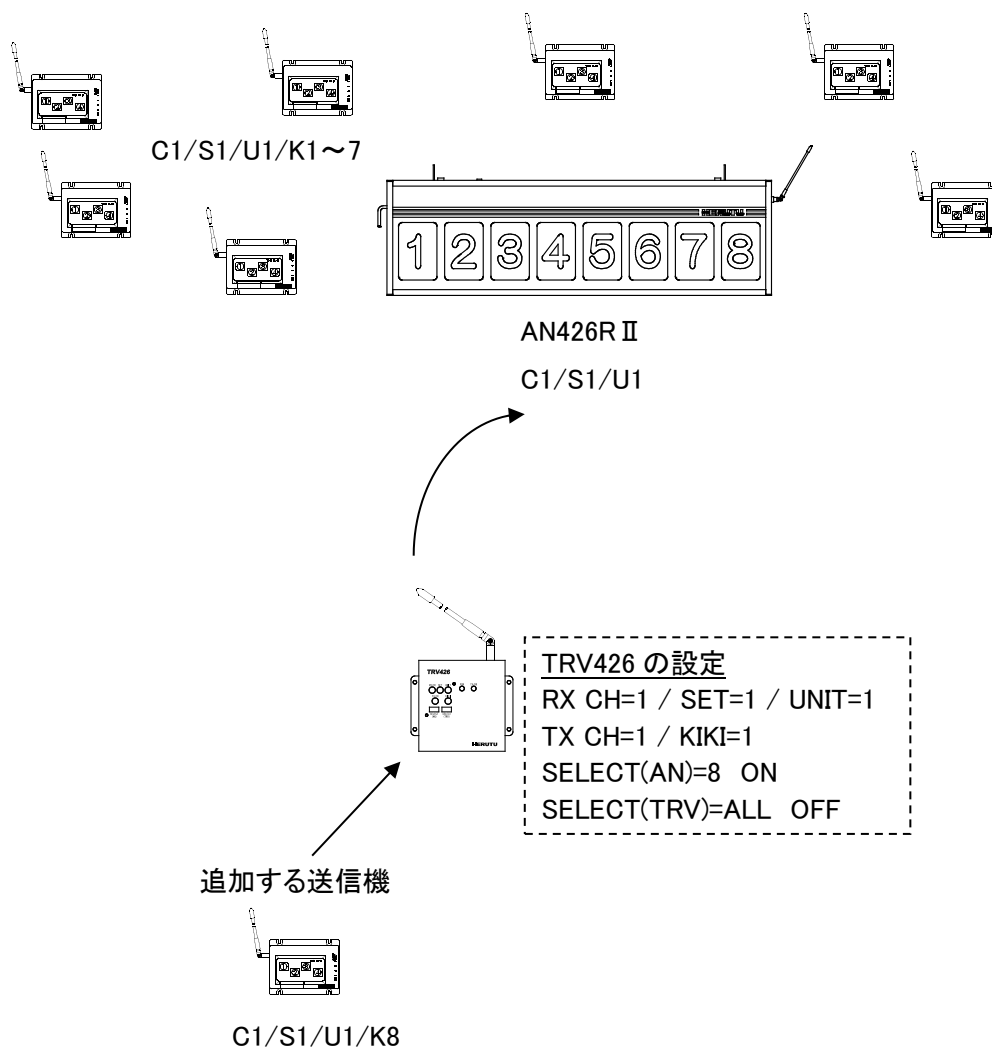 C1/S1/U1/K1～7
1 2 3 4 5 6 7 8
AN426RⅡ
C1/S1/U1
TRV426
HERUTU
TRV426 の設定
RX CH=1 / SET=1 / UNIT=1
TX CH=1 / KIKI=1
SELECT(AN)=8 ON
SELECT(TRV)=ALL OFF
追加する送信機
C1/S1/U1/K8